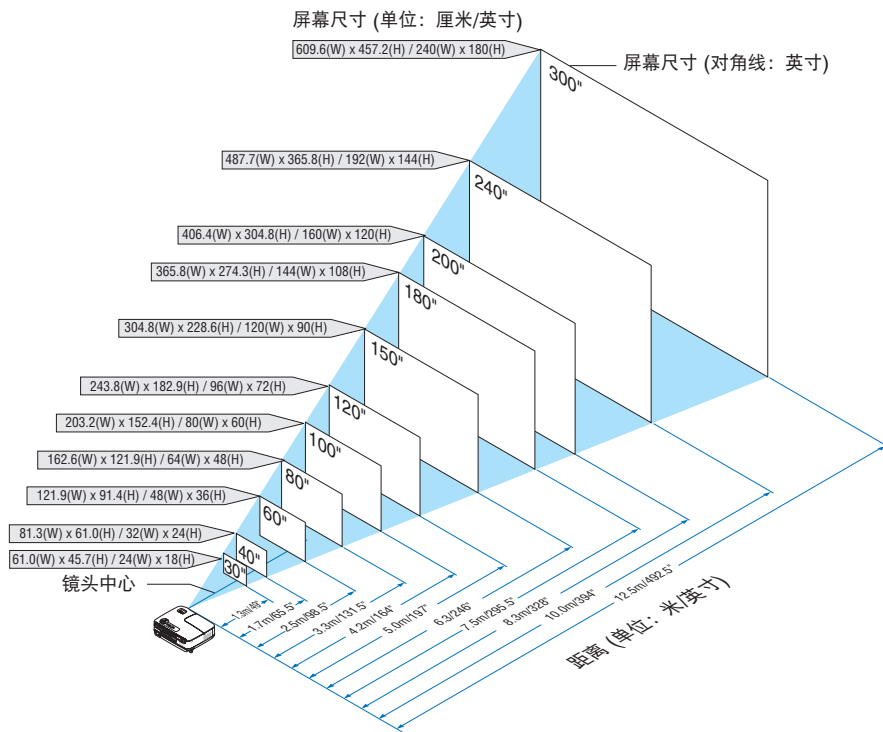 屏幕尺寸 (单位：厘米/英寸)
609.6(W) x 457.2(H) / 240(W) x 180(H)
屏幕尺寸 (对角线：英寸)
300"
487.7(W) x 365.8(H) / 192(W) x 144(H)
240"
406.4(W) x 304.8(H) / 160(W) x 120(H)
200"
365.8(W) x 274.3(H) / 144(W) x 108(H)
180"
304.8(W) x 228.6(H) / 120(W) x 90(H)
150"
243.8(W) x 182.9(H) / 96(W) x 72(H)
120"
203.2(W) x 152.4(H) / 80(W) x 60(H)
100"
162.6(W) x 121.9(H) / 64(W) x 48(H)
80"
121.9(W) x 91.4(H) / 48(W) x 36(H)
60"
81.3(W) x 61.0(H) / 32(W) x 24(H)
40"
61.0(W) x 45.7(H) / 24(W) x 18(H)
30"
镜头中心
1.3m/49"
1.7m/65.5"
2.5m/98.5"
3.3m/131.5"
4.2m/164"
5.0m/197"
6.3/246"
7.5m/295.5"
8.3m/328"
10.0m/394"
12.5m/492.5"
距离 (单位：米/英寸)